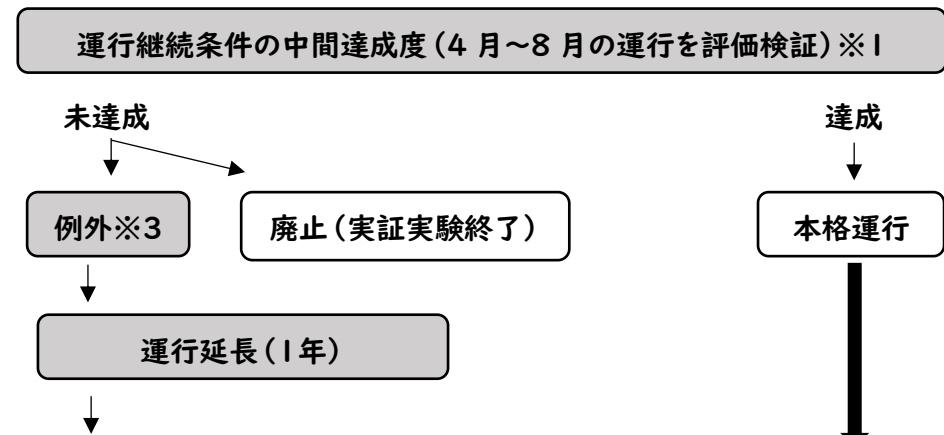 運行継続条件の中間達成度(4月~8月の運行を評価検証)※1
未達成
達成
例外※3
廃止(実証実験終了)
本格運行
運行延長(1年)